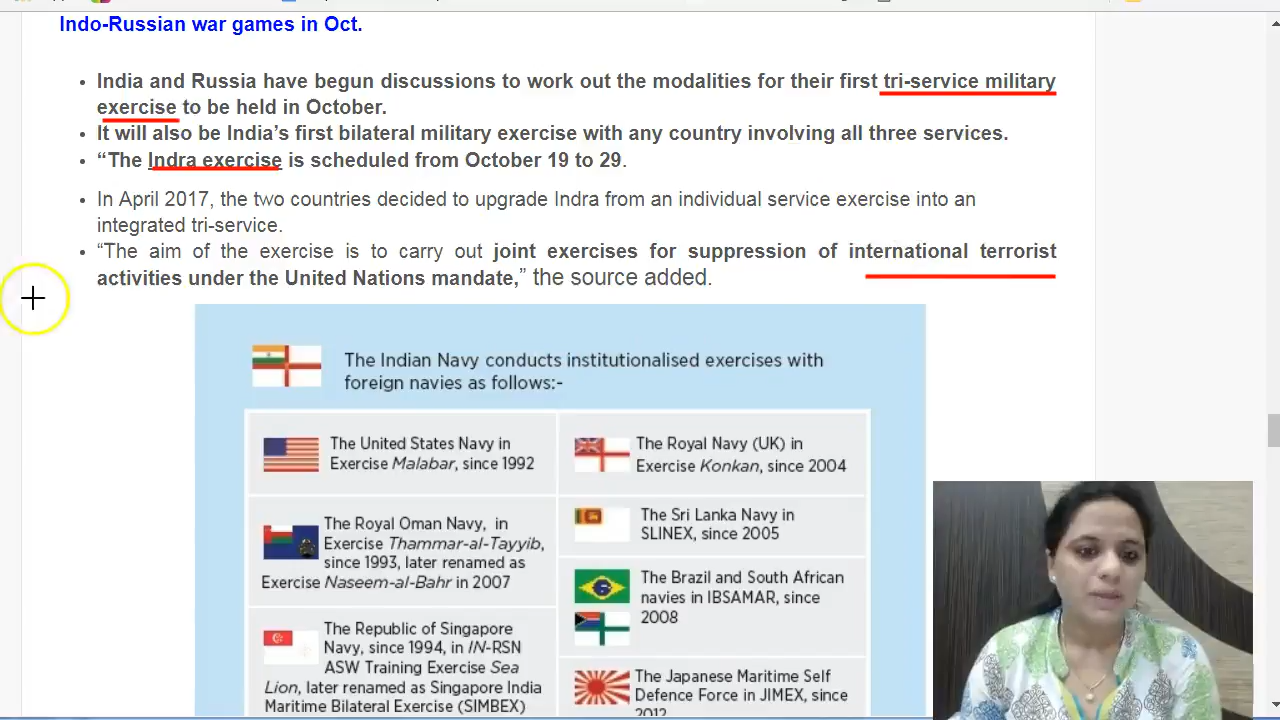 Indo-Russian war games in Oct.
India and Russia have begun discussions to work out the modalities for their first tri-service military
exercise to be held in October.
It will also be India’s first bilateral military exercise with any country involving all three services.
“The Indra exercise is scheduled from October 19 to 29.
In April 2017, the two countries decided to upgrade Indra from an individual service exercise into an
integrated tri-service.
“The aim of the exercise is to carry out joint exercises for suppression of international terrorist
activities under the United Nations mandate,” the source added.
The Indian Navy conducts institutionalised exercises with
foreign navies as follows:-
The United States Navy in
Exercise Malabar, since 1992
The Royal Oman Navy, in
Exercise Thammar-al-Tayyib,
since 1993, later renamed as
Exercise Naseem-al-Bahr in 2007
The Republic of Singapore
Navy, since 1994, in IN-RSN
ASW Training Exercise Sea
Lion, later renamed as Singapore India
Maritime Bilateral Exercise (SIMBEX)
The Royal Navy (UK) in
Exercise Konkan, since 2004
The Sri Lanka Navy in
SLINEX, since 2005
The Brazil and South African
navies in IBSAMAR, since
2008
The Japanese Maritime Self
Defence Force in JIMEX, since
2012